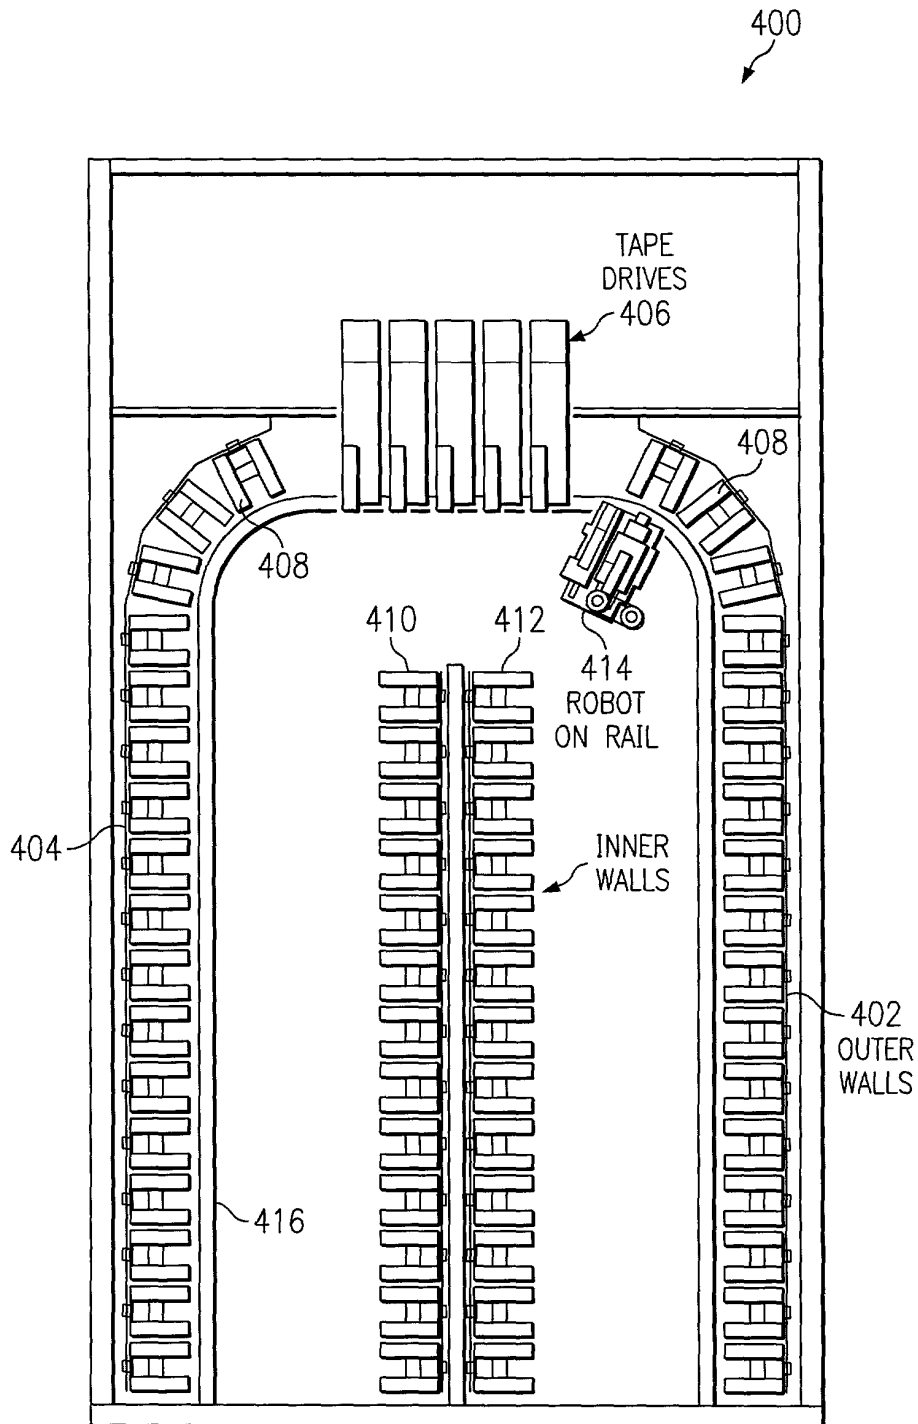 400
TAPE
DRIVES
406
408
408
410
412
414
ROBOT
ON RAIL
404
INNER
WALLS
402
OUTER
WALLS
416